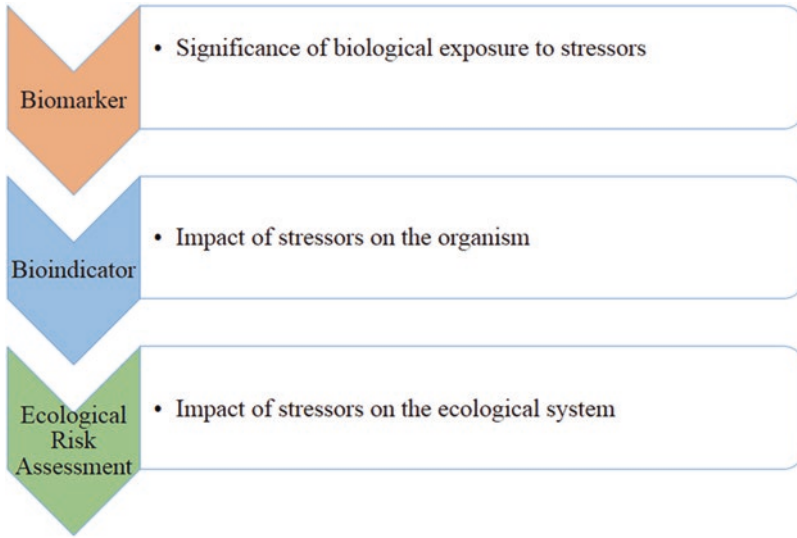 • Significance of biological exposure to stressors
Biomarker
• Impact of stressors on the organism
Bioindicator
• Impact of stressors on the ecological system
Ecological
Risk
Assessment